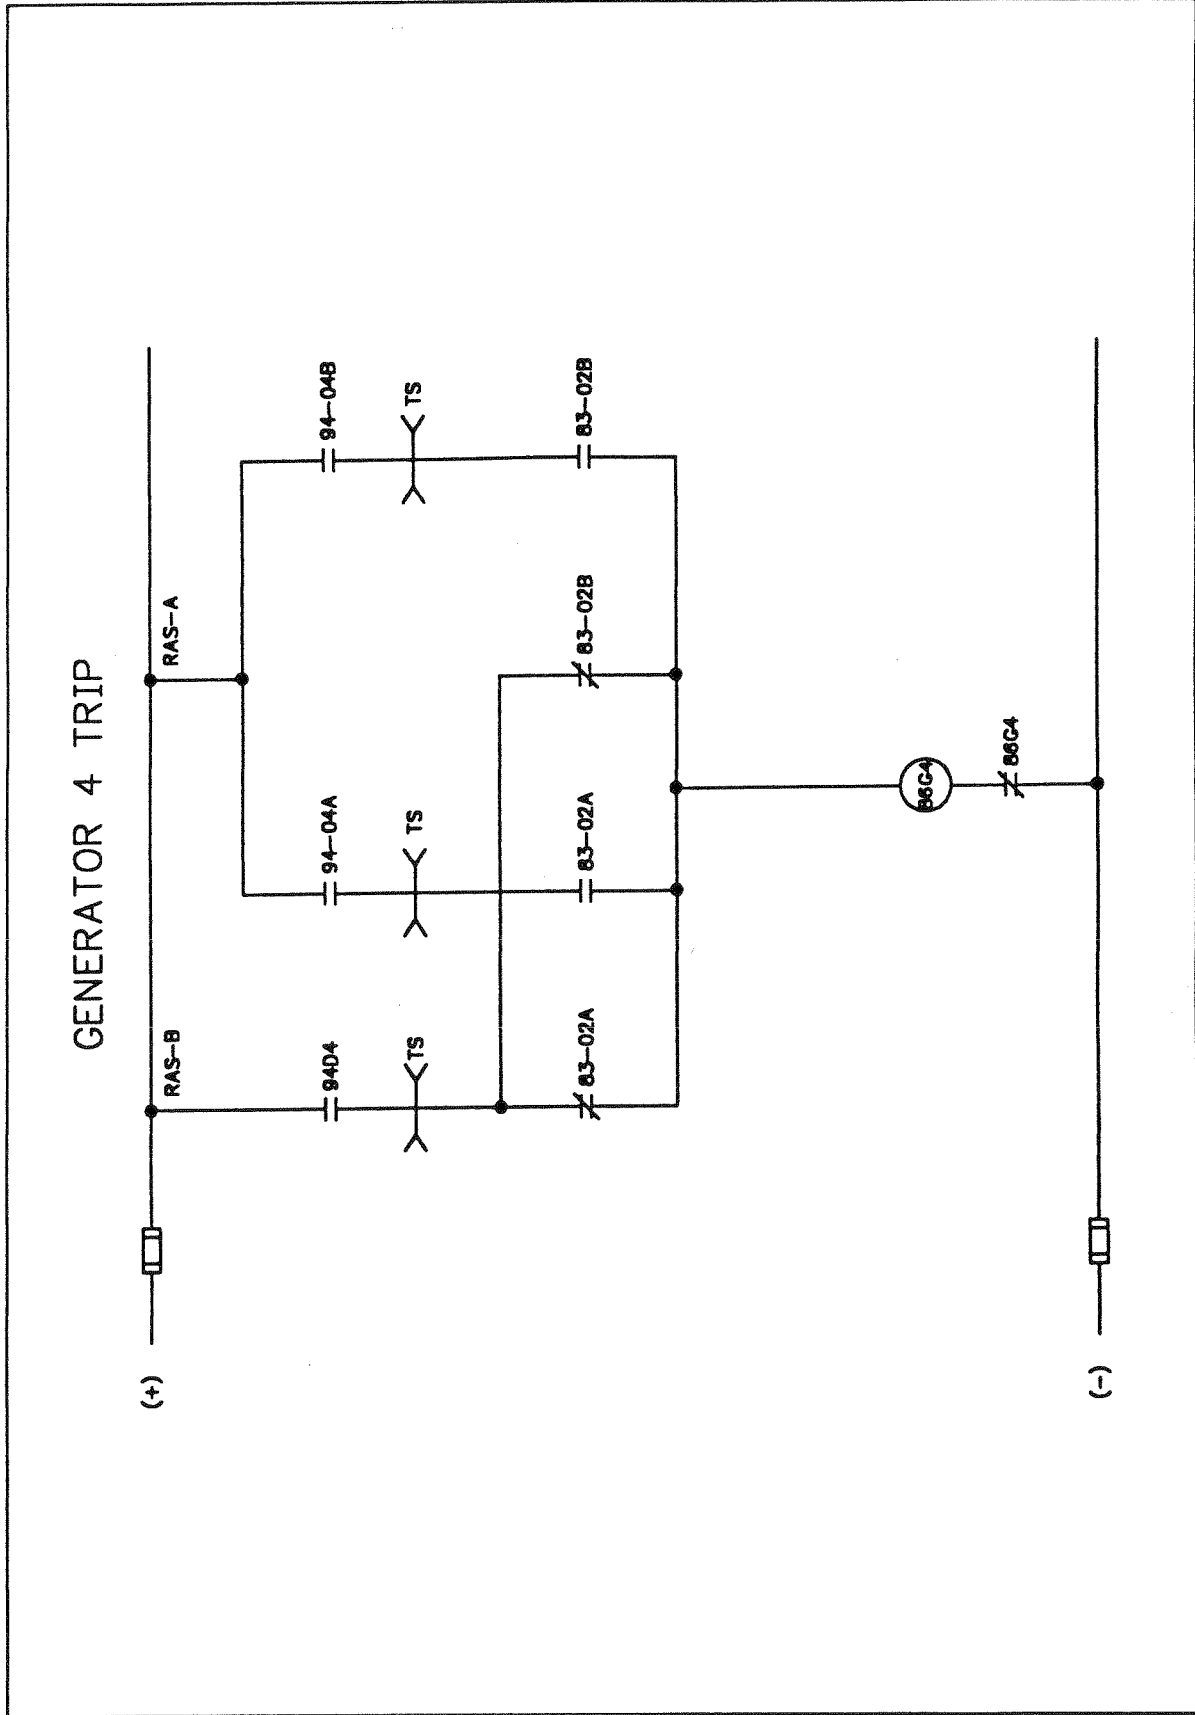 GENERATOR 4 TRIP
(+)
RAS-B
RAS-A
94D4
94-04A
94-04B
TS
TS
TS
83-02A
83-02A
83-02B
83-02B
86G4
86G4
(-)